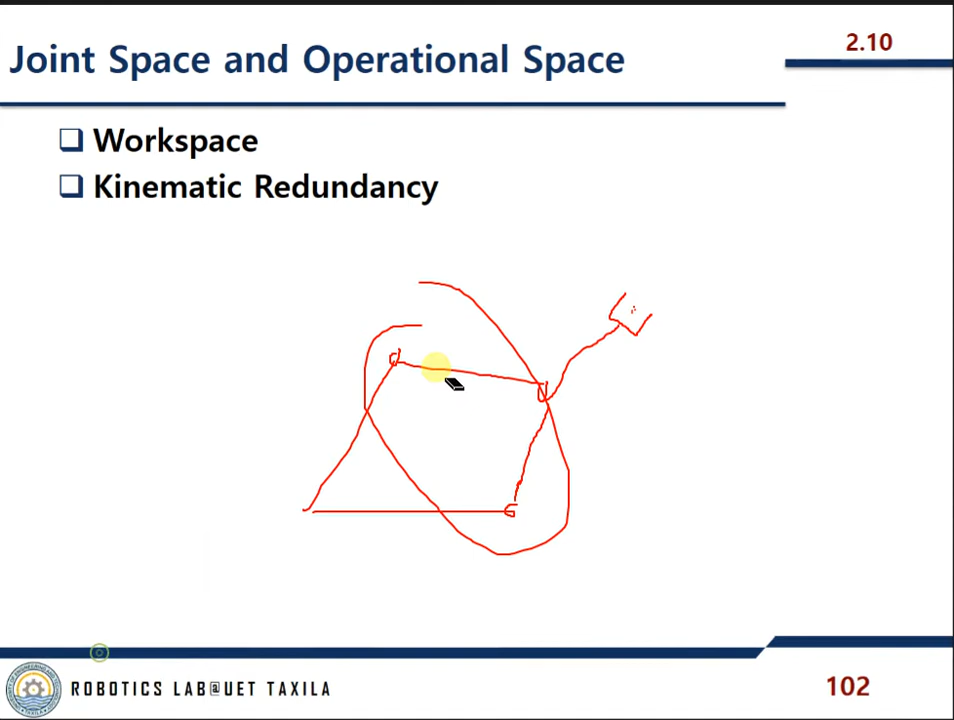 Joint Space and Operational Space
2.10
❑ Workspace
❑ Kinematic Redundancy
ROBOTICS LAB@UET TAXILA
102